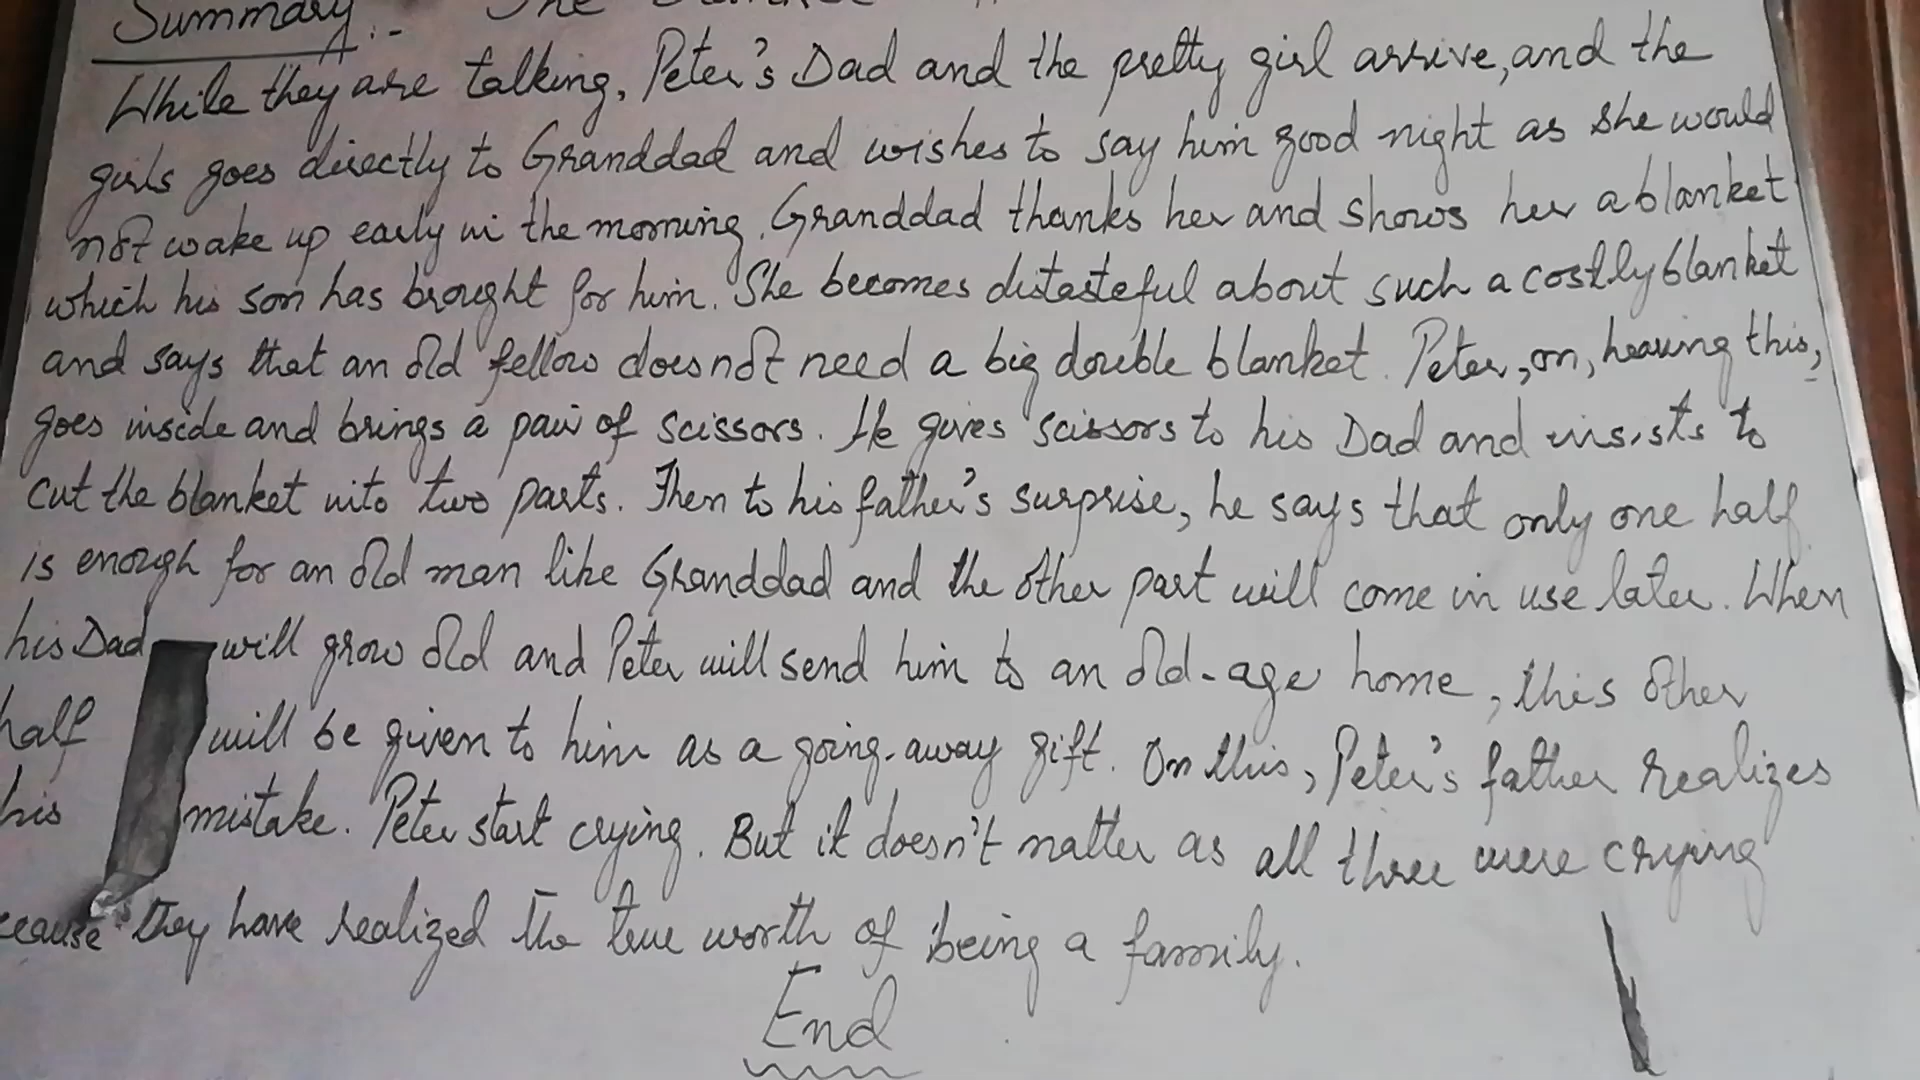 Summary :- The
While they are talking, Peter's Dad and the pretty girl arrive, and the
girls goes directly to Granddad and wishes to say him good night as she would
not wake up early in the morning. Granddad thanks her and shows her a blanket
which his son has brought for him. She becomes distasteful about such a costly blanket
and says that an old fellow does not need a big double blanket. Peter, on, hearing this,
goes inside and brings a pair of scissors. He gives scissors to his Dad and insists to
cut the blanket into two parts. Then to his father's surprise, he says that only one half
is enough for an old man like Granddad and the other part will come in use later. When
his Dad will grow old and Peter will send him to an old-age home, this other
half will be given to him as a going-away gift. On this, Peter's father realizes
his mistake. Peter start crying. But it doesn't matter as all three were crying
ecause they have realized the true worth of being a family.
End